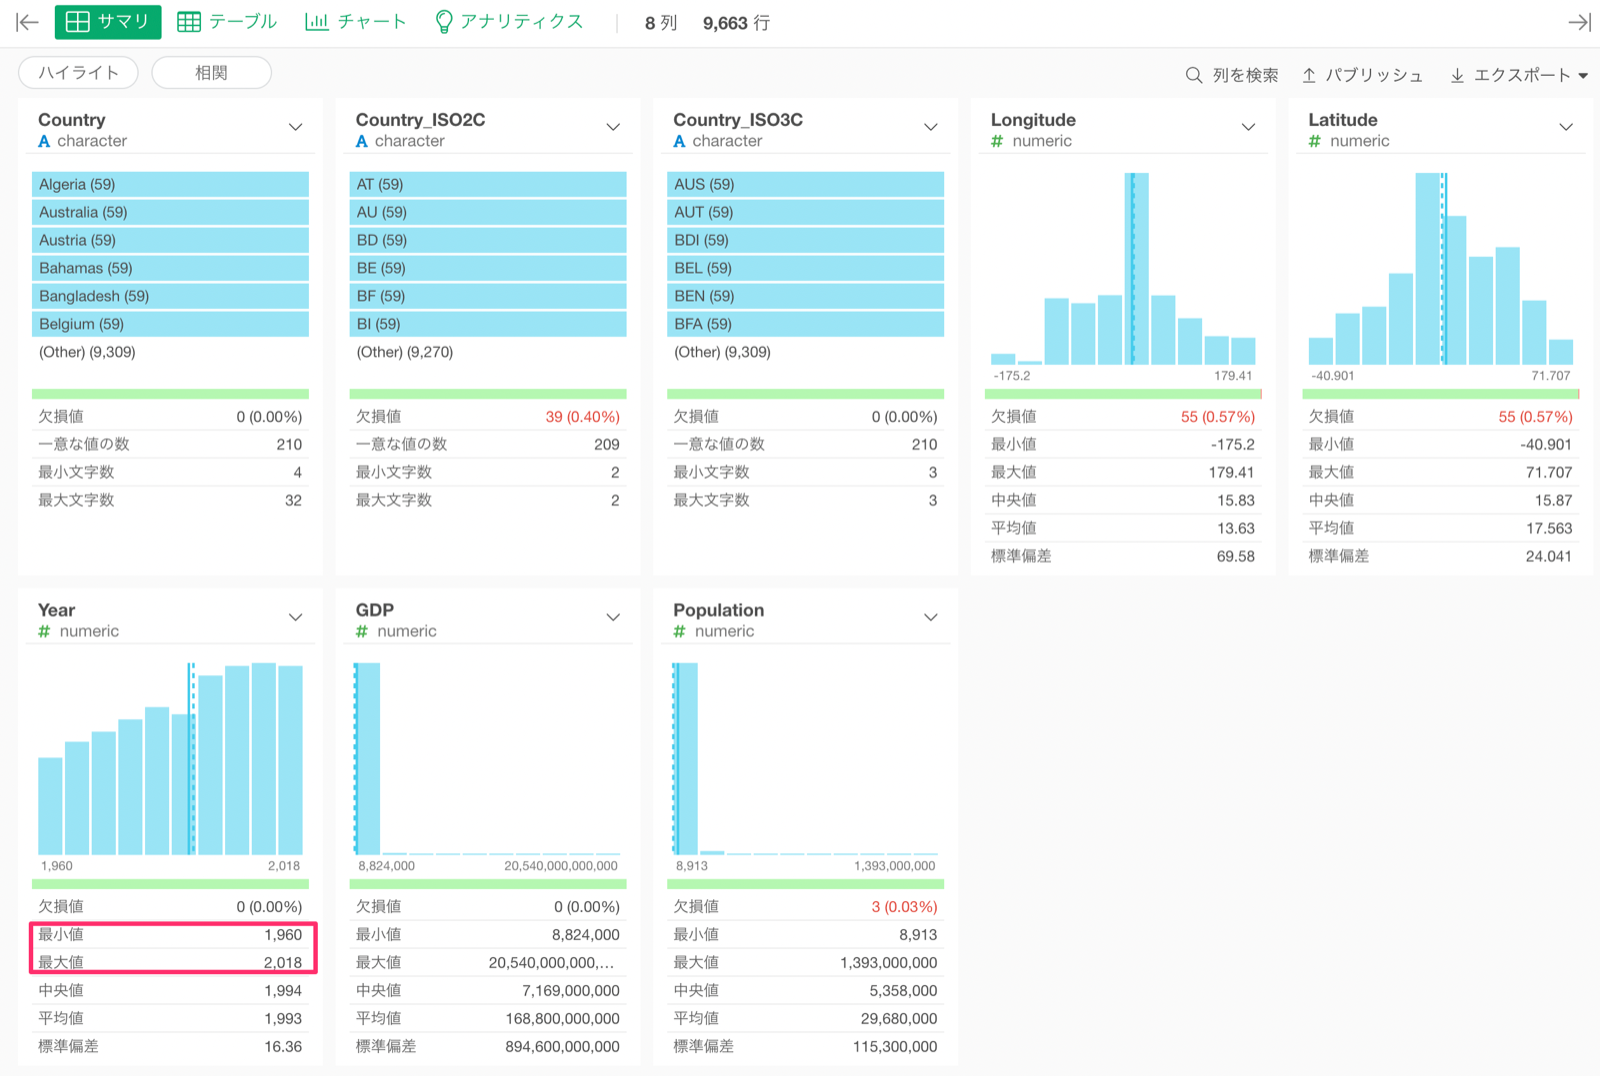 サマリ テーブル チャート アナリティクス 8 列 9,663 行
ハイライト 相関 列を検索 パブリッシュ エクスポート
Country
A character
Algeria (59)
Australia (59)
Austria (59)
Bahamas (59)
Bangladesh (59)
Belgium (59)
(Other) (9,309)
欠損値 0 (0.00%)
一意な値の数 210
最小文字数 4
最大文字数 32
Country_ISO2C
A character
AT (59)
AU (59)
BD (59)
BE (59)
BF (59)
BI (59)
(Other) (9,270)
欠損値 39 (0.40%)
一意な値の数 209
最小文字数 2
最大文字数 2
Country_ISO3C
A character
AUS (59)
AUT (59)
BDI (59)
BEL (59)
BEN (59)
BFA (59)
(Other) (9,309)
欠損値 0 (0.00%)
一意な値の数 210
最小文字数 3
最大文字数 3
Longitude
# numeric
-175.2 179.41
欠損値 55 (0.57%)
最小値 -175.2
最大値 179.41
中央値 15.83
平均値 13.63
標準偏差 69.58
Latitude
# numeric
-40.901 71.707
欠損値 55 (0.57%)
最小値 -40.901
最大値 71.707
中央値 15.87
平均値 17.563
標準偏差 24.041
Year
# numeric
1,960 2,018
欠損値 0 (0.00%)
最小値 1,960
最大値 2,018
中央値 1,994
平均値 1,993
標準偏差 16.36
GDP
# numeric
8,824,000 20,540,000,000,000
欠損値 0 (0.00%)
最小値 8,824,000
最大値 20,540,000,000,...
中央値 7,169,000,000
平均値 168,800,000,000
標準偏差 894,600,000,000
Population
# numeric
8,913 1,393,000,000
欠損値 3 (0.03%)
最小値 8,913
最大値 1,393,000,000
中央値 5,358,000
平均値 29,680,000
標準偏差 115,300,000